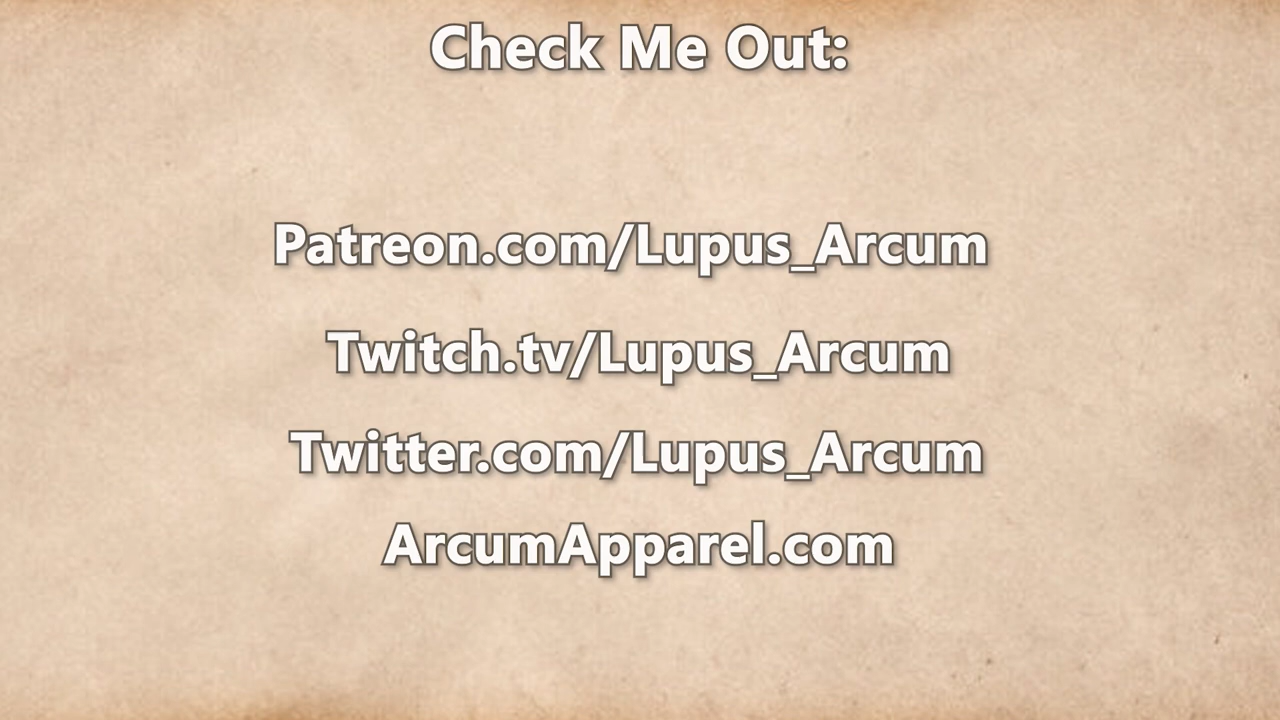 Check Me Out:
Patreon.com/Lupus_Arcum
Twitch.tv/Lupus_Arcum
Twitter.com/Lupus_Arcum
ArcumApparel.com